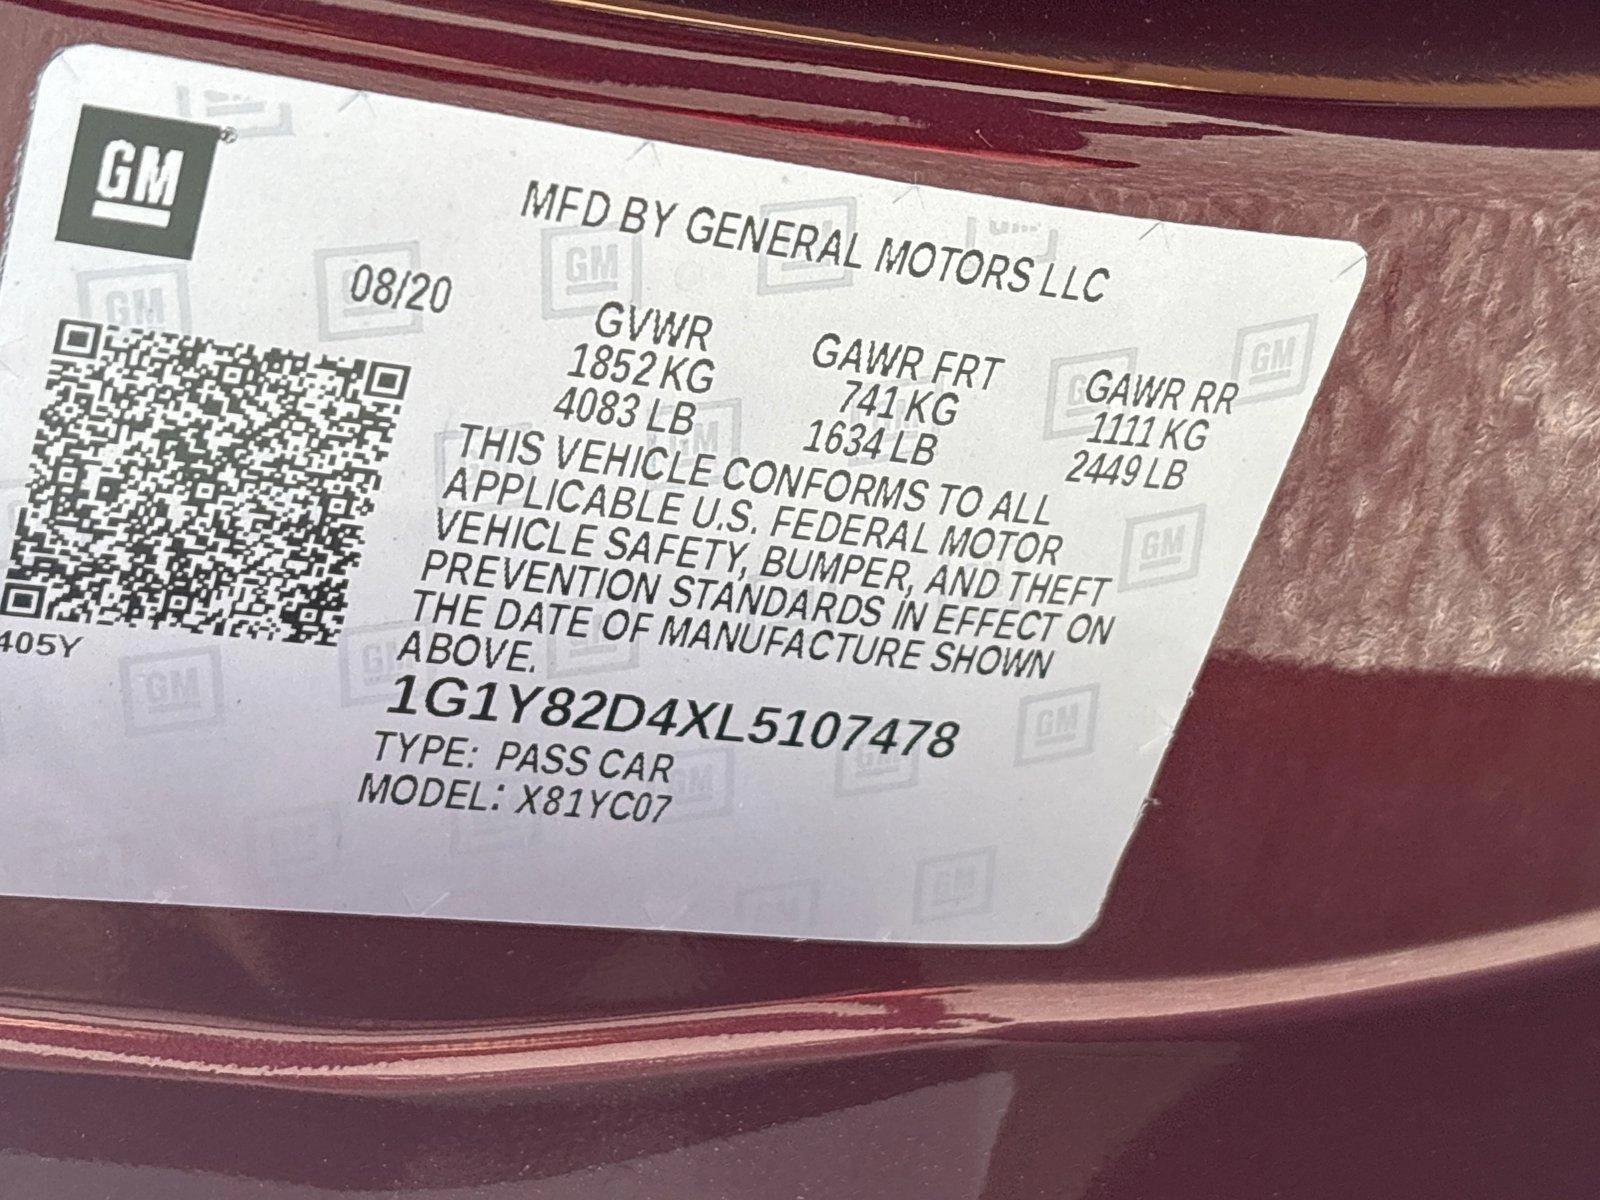 GM
MFD BY GENERAL MOTORS LLC
08/20
GVWR
1852 KG
4083 LB
GAWR FRT
741 KG
1634 LB
GAWR RR
1111 KG
2449 LB
THIS VEHICLE CONFORMS TO ALL
APPLICABLE U.S. FEDERAL MOTOR
VEHICLE SAFETY, BUMPER, AND THEFT
PREVENTION STANDARDS IN EFFECT ON
THE DATE OF MANUFACTURE SHOWN
ABOVE.
405Y
1G1Y82D4XL5107478
TYPE: PASS CAR
MODEL: X81YC07